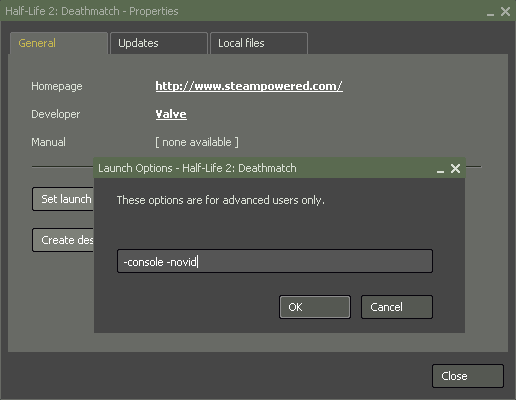 Half-Life 2: Deathmatch - Properties
General
Updates
Local files
Homepage
http://www.steampowered.com/
Developer
Valve
Manual
[ none available ]
Launch Options - Half-Life 2: Deathmatch
Set launch
These options are for advanced users only.
Create des
-console -novid
OK
Cancel
Close